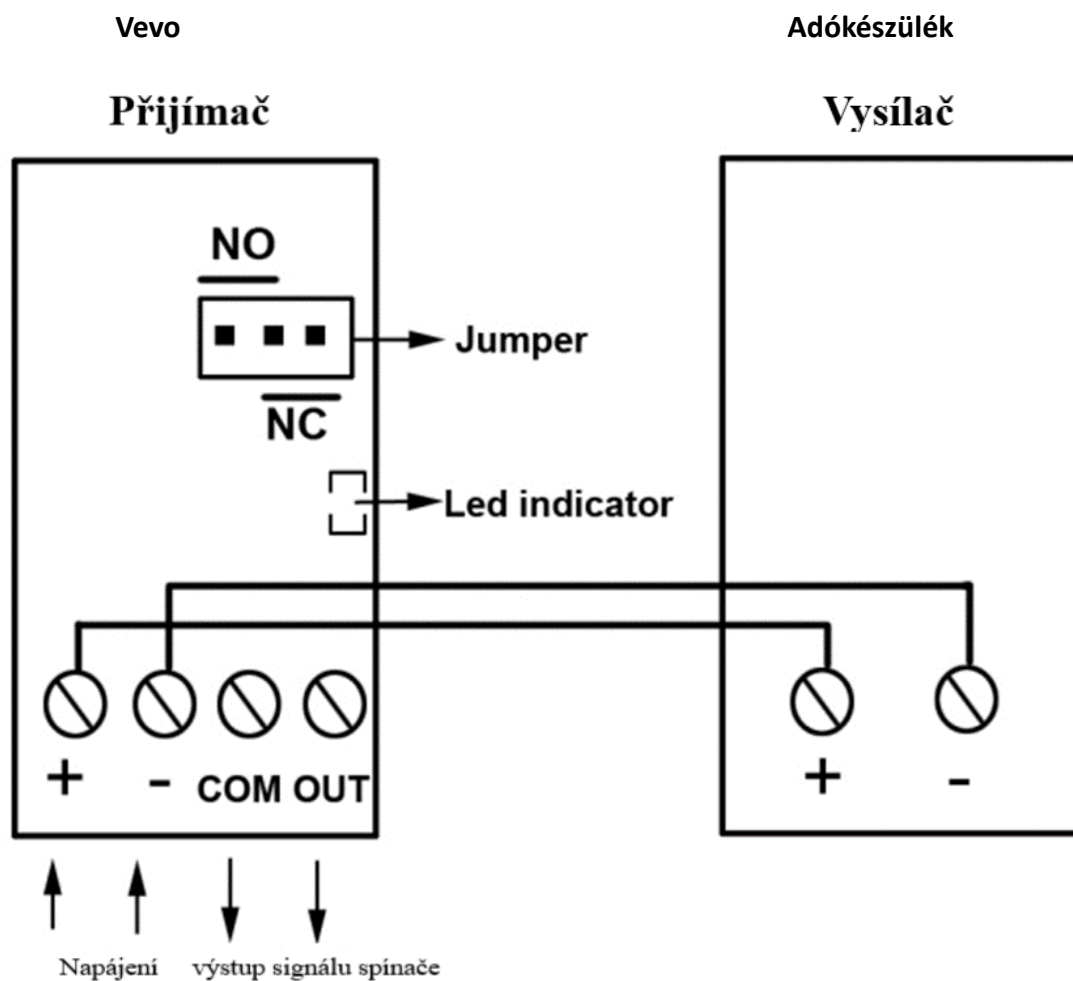 Vevo Adókészülék
Přijímač Vysílač
NO
Jumper
NC
Led indicator
+ - COM OUT + -
Napájení výstup signálu spínače